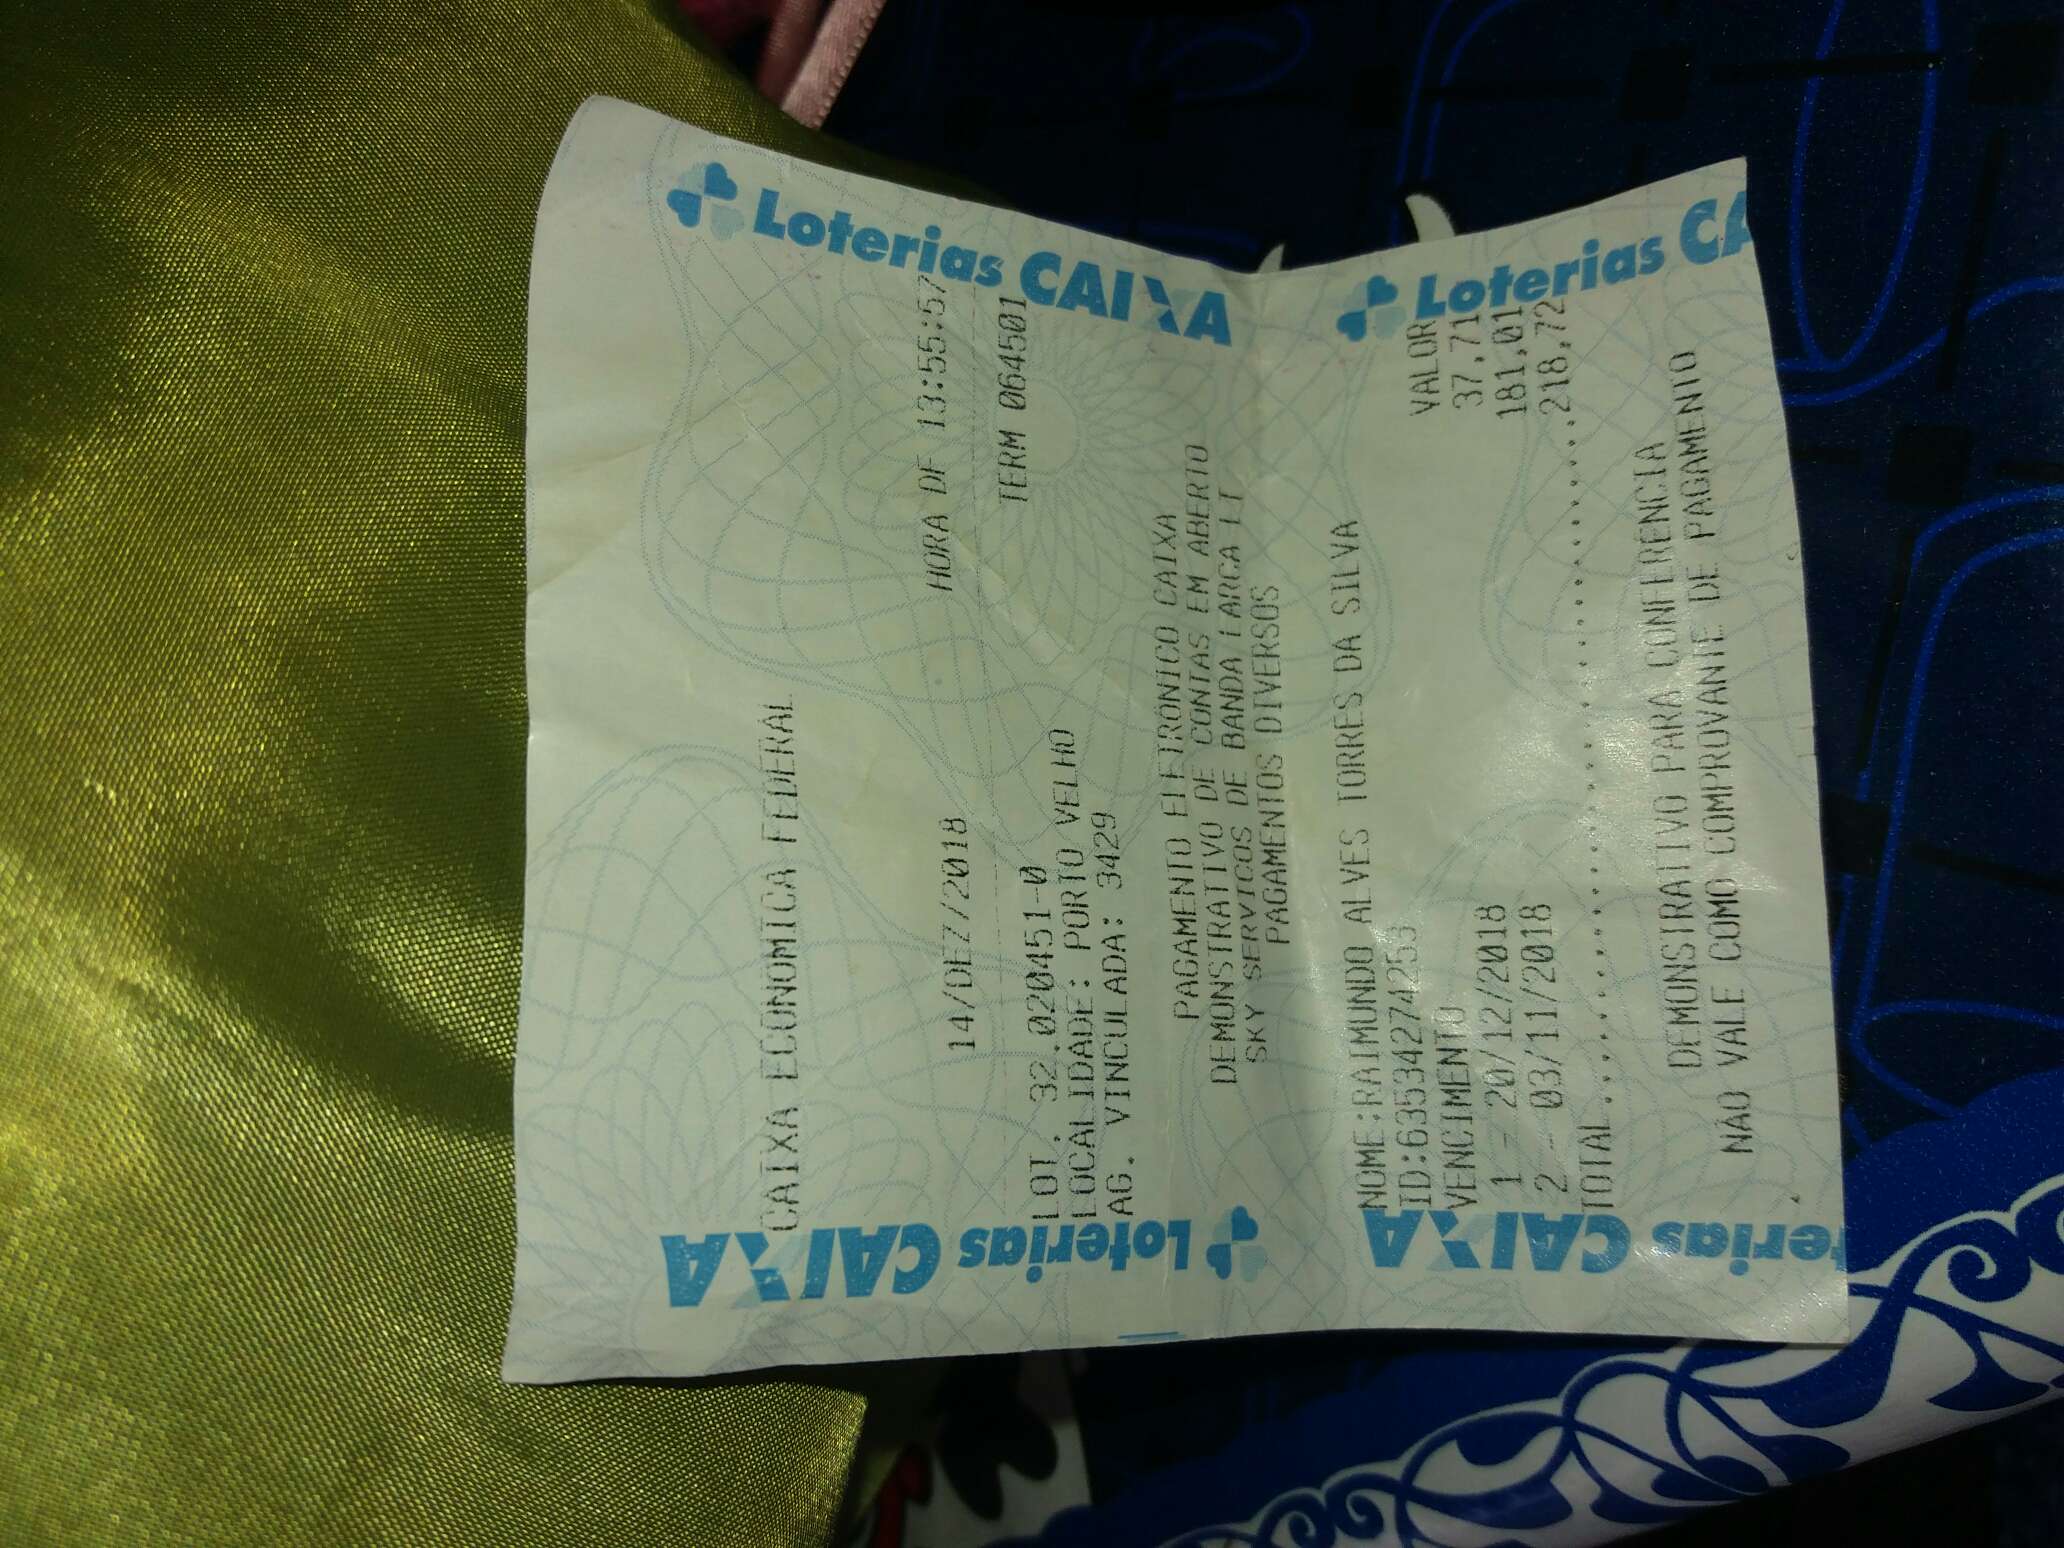 CAIXA ECONOMICA FEDERAL
14/DEZ/2018 HORA DF 13:55:57
LOT. 32.020451-0 TERM 064501
LOCALIDADE: PORTO VELHO
AG. VINCULADA: 3429
PAGAMENTO ELETRÔNICO CAIXA
DEMONSTRATIVO DE CONTAS EM ABERTO
SKY SERVICOS DE BANDA LARGA LT
PAGAMENTOS DIVERSOS
NOME:RAIMUNDO ALVES TORRES DA SILVA
ID:63534274253
VENCIMENTO VALOR
1 - 20/12/2018 37,71
2 - 03/11/2018 181,01
TOTAL.................................218,72
DEMONSTRATIVO PARA CONFERÊNCIA
NÃO VALE COMO COMPROVANTE DE PAGAMENTO
Loterias CAIXA
terias CAIXA
Loterias CAIXA
Loterias CA